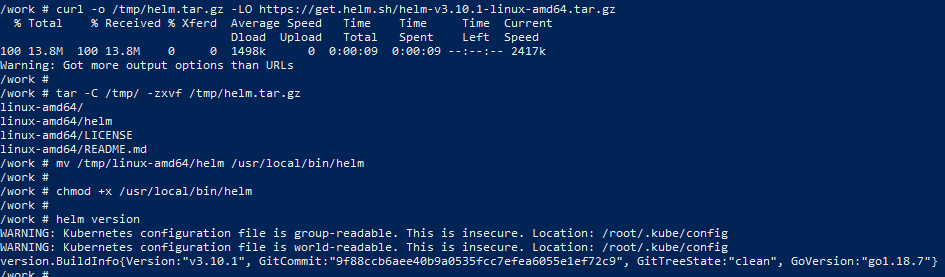 /work # curl -o /tmp/helm.tar.gz -LO https://get.helm.sh/helm-v3.10.1-linux-amd64.tar.gz
  % Total    % Received % Xferd  Average Speed   Time    Time     Time  Current
                                 Dload  Upload   Total   Spent    Left  Speed
100 13.8M  100 13.8M    0     0  1498k      0  0:00:09  0:00:09 --:--:-- 2417k
Warning: Got more output options than URLs
/work #
/work # tar -C /tmp/ -zxvf /tmp/helm.tar.gz
linux-amd64/
linux-amd64/helm
linux-amd64/LICENSE
linux-amd64/README.md
/work # mv /tmp/linux-amd64/helm /usr/local/bin/helm
/work #
/work # chmod +x /usr/local/bin/helm
/work #
/work # helm version
WARNING: Kubernetes configuration file is group-readable. This is insecure. Location: /root/.kube/config
WARNING: Kubernetes configuration file is world-readable. This is insecure. Location: /root/.kube/config
version.BuildInfo{Version:"v3.10.1", GitCommit:"9f88ccb6aee40b9a0535fcc7efea6055e1ef72c9", GitTreeState:"clean", GoVersion:"go1.18.7"}
/work #